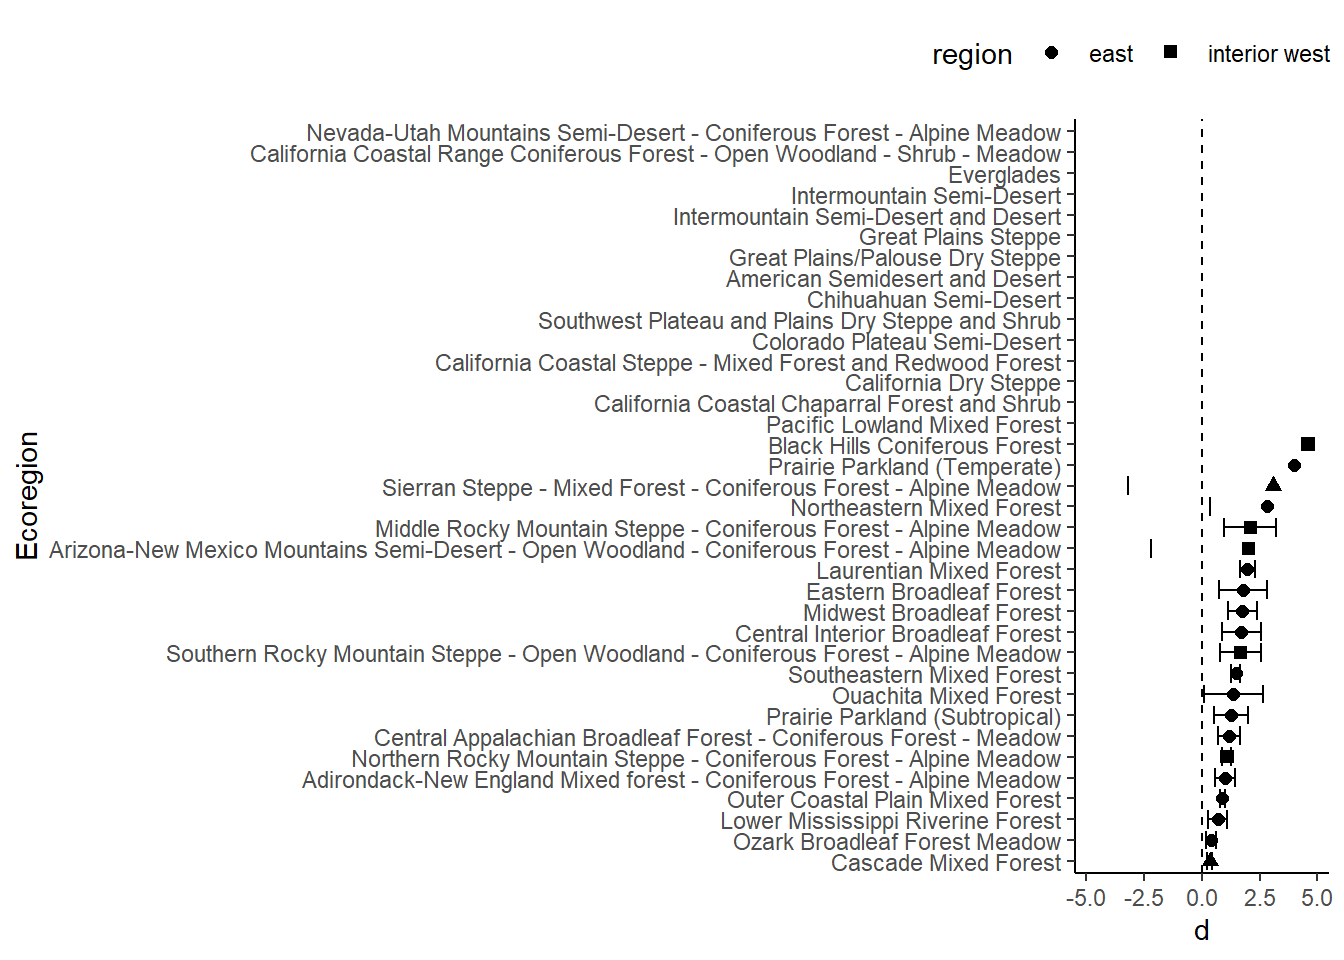 region east interior west
Nevada-Utah Mountains Semi-Desert - Coniferous Forest - Alpine Meadow
California Coastal Range Coniferous Forest - Open Woodland - Shrub - Meadow
Everglades
Intermountain Semi-Desert
Intermountain Semi-Desert and Desert
Great Plains Steppe
Great Plains/Palouse Dry Steppe
American Semidesert and Desert
Chihuahuan Semi-Desert
Southwest Plateau and Plains Dry Steppe and Shrub
Colorado Plateau Semi-Desert
California Coastal Steppe - Mixed Forest and Redwood Forest
California Dry Steppe
California Coastal Chaparral Forest and Shrub
Pacific Lowland Mixed Forest
Black Hills Coniferous Forest
Prairie Parkland (Temperate)
Sierran Steppe - Mixed Forest - Coniferous Forest - Alpine Meadow
Northeastern Mixed Forest
Middle Rocky Mountain Steppe - Coniferous Forest - Alpine Meadow
Arizona-New Mexico Mountains Semi-Desert - Open Woodland - Coniferous Forest - Alpine Meadow
Laurentian Mixed Forest
Eastern Broadleaf Forest
Midwest Broadleaf Forest
Central Interior Broadleaf Forest
Southern Rocky Mountain Steppe - Open Woodland - Coniferous Forest - Alpine Meadow
Southeastern Mixed Forest
Ouachita Mixed Forest
Prairie Parkland (Subtropical)
Central Appalachian Broadleaf Forest - Coniferous Forest - Meadow
Northern Rocky Mountain Steppe - Coniferous Forest - Alpine Meadow
Adirondack-New England Mixed forest - Coniferous Forest - Alpine Meadow
Outer Coastal Plain Mixed Forest
Lower Mississippi Riverine Forest
Ozark Broadleaf Forest Meadow
Cascade Mixed Forest
Ecoregion
-5.0 -2.5 0.0 2.5 5.0
d